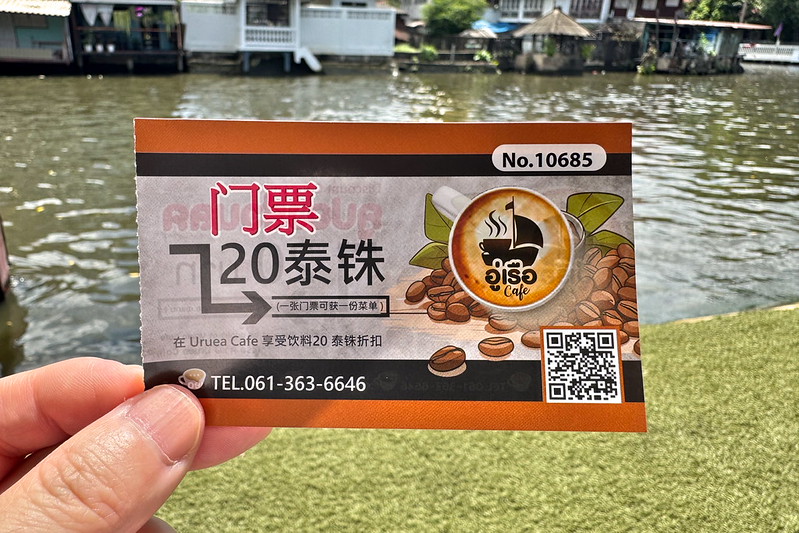 No.10685
门票
20泰铢
(一张门票可获一份菜单)
在 Uruea Cafe 享受饮料20 泰铢折扣
อู่เรือ
Cafe
TEL.061-363-6646